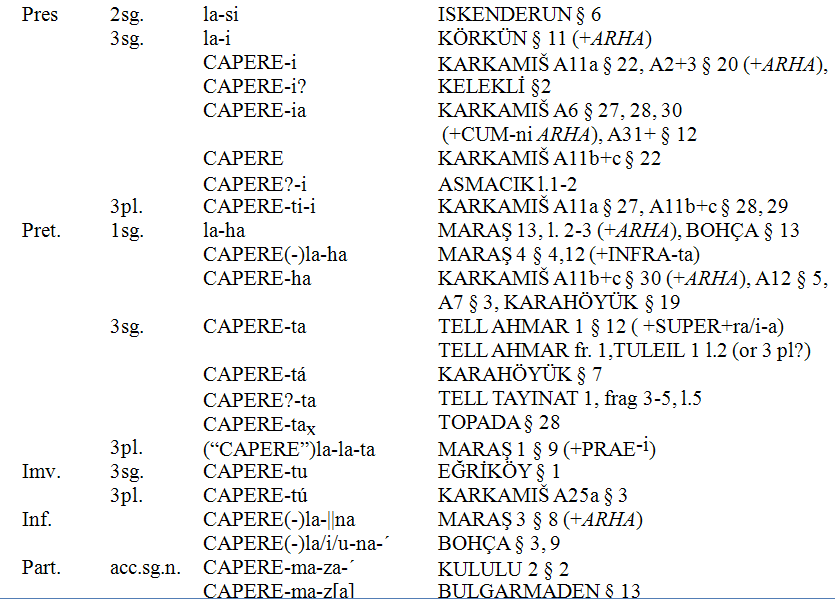 Pres 2sg. la-si ISKENDERUN § 6
3sg. la-i KÖRKÜN § 11 (+ARHA)
CAPERE-i KARKAMIŠ A11a § 22, A2+3 § 20 (+ARHA),
CAPERE-i? KELEKLİ §2
CAPERE-ia KARKAMIŠ A6 § 27, 28, 30
(+CUM-ni ARHA), A31+ § 12
CAPERE KARKAMIŠ A11b+c § 22
CAPERE?-i ASMACIK l.1-2
3pl. CAPERE-ti-i KARKAMIŠ A11a § 27, A11b+c § 28, 29
Pret. 1sg. la-ha MARAŞ 13, l. 2-3 (+ARHA), BOHÇA § 13
CAPERE(-)la-ha MARAŞ 4 § 4,12 (+INFRA-ta)
CAPERE-ha KARKAMIŠ A11b+c § 30 (+ARHA), A12 § 5,
A7 § 3, KARAHÖYÜK § 19
3sg. CAPERE-ta TELL AHMAR 1 § 12 ( +SUPER+ra/i-a)
TELL AHMAR fr. 1,TULEIL 1 l.2 (or 3 pl?)
CAPERE-tá KARAHÖYÜK § 7
CAPERE?-ta TELL TAYINAT 1, frag 3-5, l.5
CAPERE-taₓ TOPADA § 28
3pl. (“CAPERE”)la-la-ta MARAŞ 1 § 9 (+PRAE-i)
Imv. 3sg. CAPERE-tu EĞRİKÖY § 1
3pl. CAPERE-tú KARKAMIŠ A25a § 3
Inf. CAPERE(-)la-||na MARAŞ 3 § 8 (+ARHA)
CAPERE(-)la/i/u-na-´ BOHÇA § 3, 9
Part. acc.sg.n. CAPERE-ma-za-´ KULULU 2 § 2
CAPERE-ma-z[a] BULGARMADEN § 13